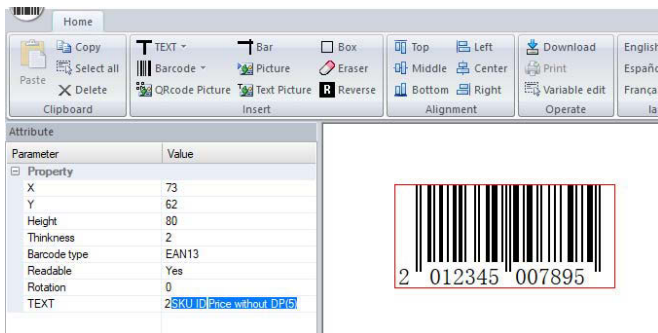 Home
Copy
Select all
Delete
Paste
Clipboard
TEXT
Bar
Box
Barcode
Picture
Eraser
QRcode Picture
Text Picture
R Reverse
Insert
Top
Left
Middle
Center
Bottom
Right
Alignment
Download
Print
Variable edit
Operate
English
Españo
França
la
Attribute
Parameter Value
Property
X 73
Y 62
Height 80
Thinkness 2
Barcode type EAN13
Readable Yes
Rotation 0
TEXT 2SKU ID|Price without DP(5)
2 012345 007895